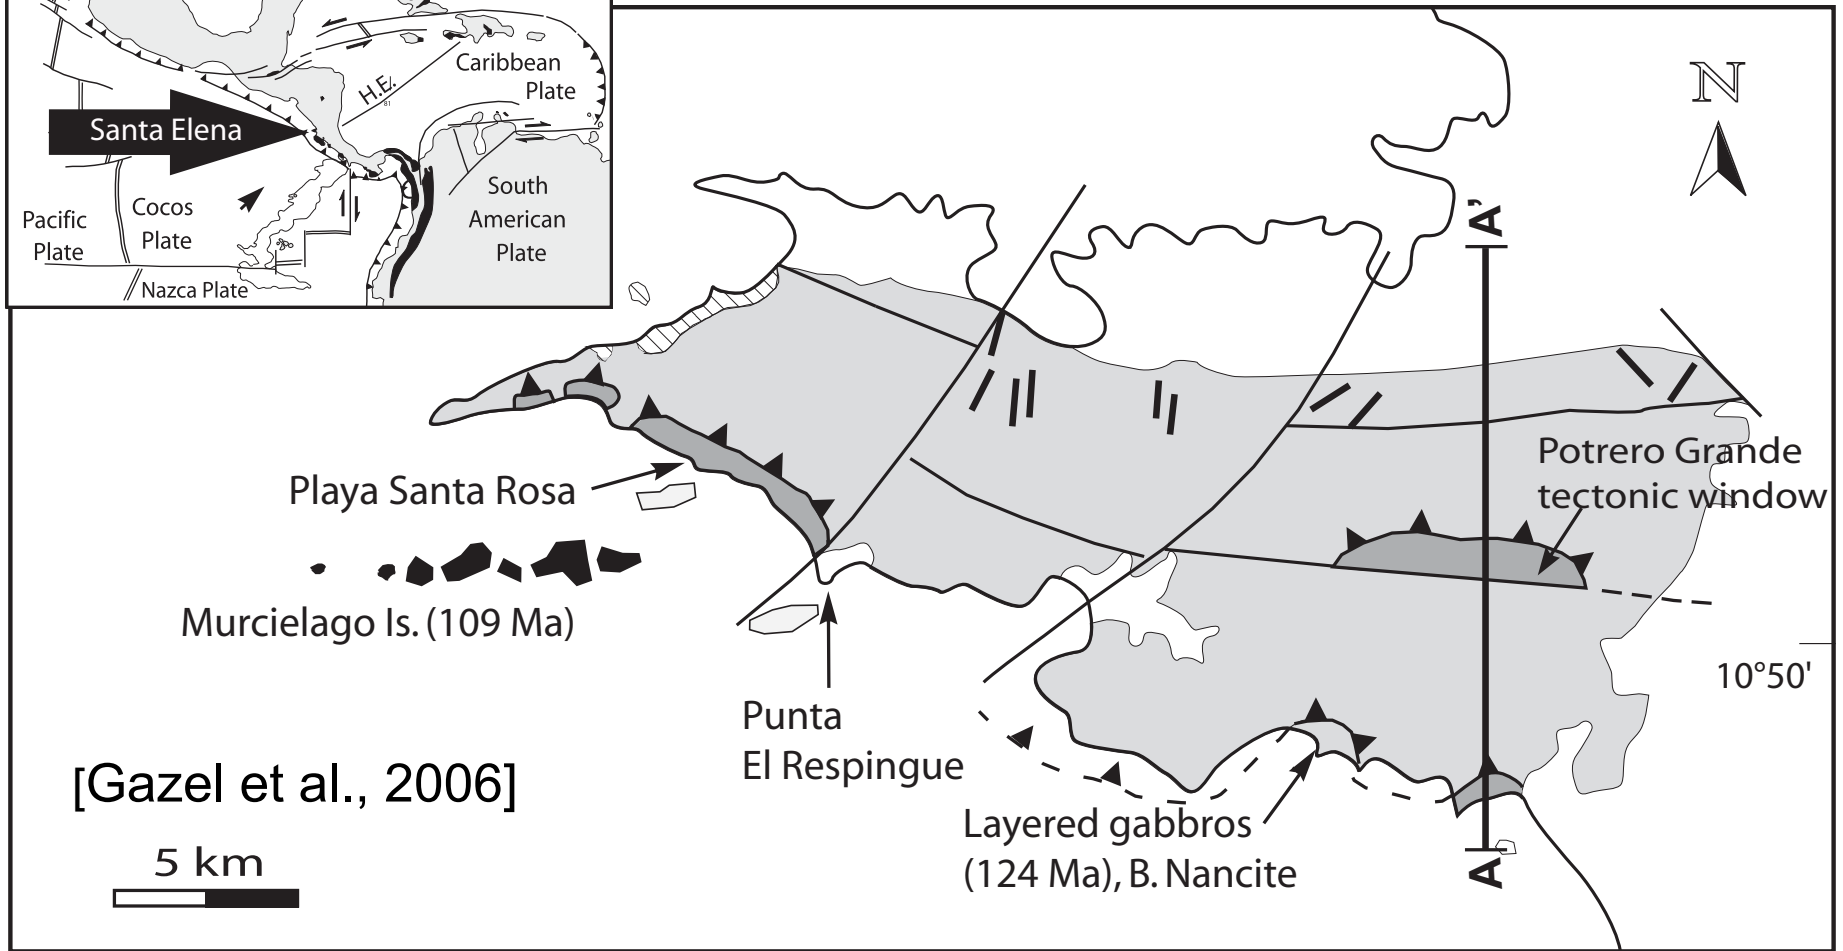 Caribbean
Plate
H.E.
81
Santa Elena
South
American
Plate
Cocos
Plate
Pacific
Plate
Nazca Plate
N
A'
Potrero Grande
tectonic window
Playa Santa Rosa
Murcielago Is. (109 Ma)
10°50'
Punta
El Respingue
[Gazel et al., 2006]
Layered gabbros
(124 Ma), B. Nancite
A
5 km